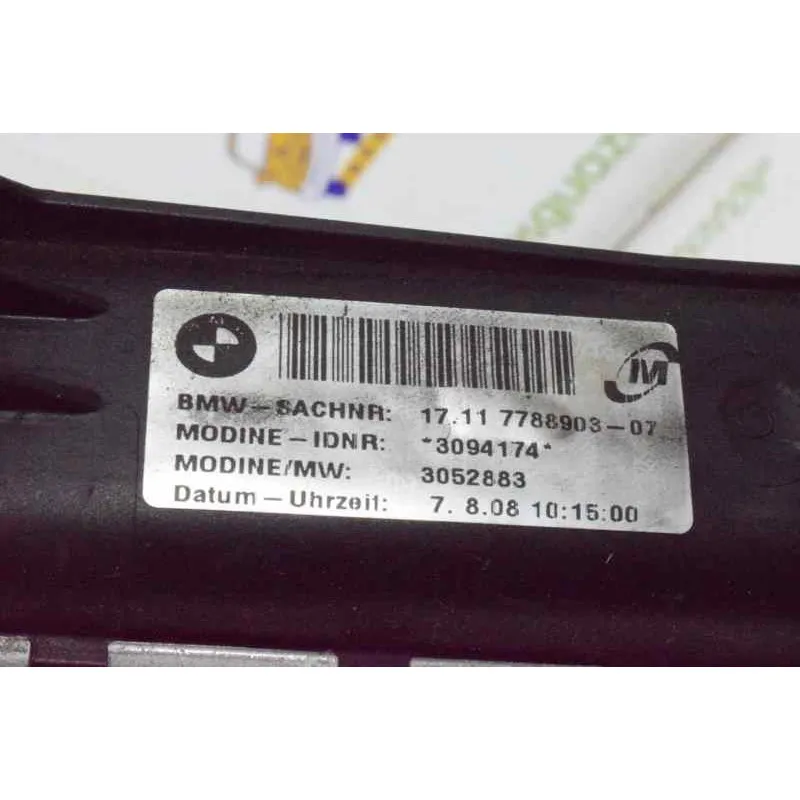 BMW-SACHNR: 17.11 7788903-07
MODINE-IDNR: *3094174*
MODINE/MW: 3052883
Datum-Uhrzeit: 7. 8.08 10:15:00